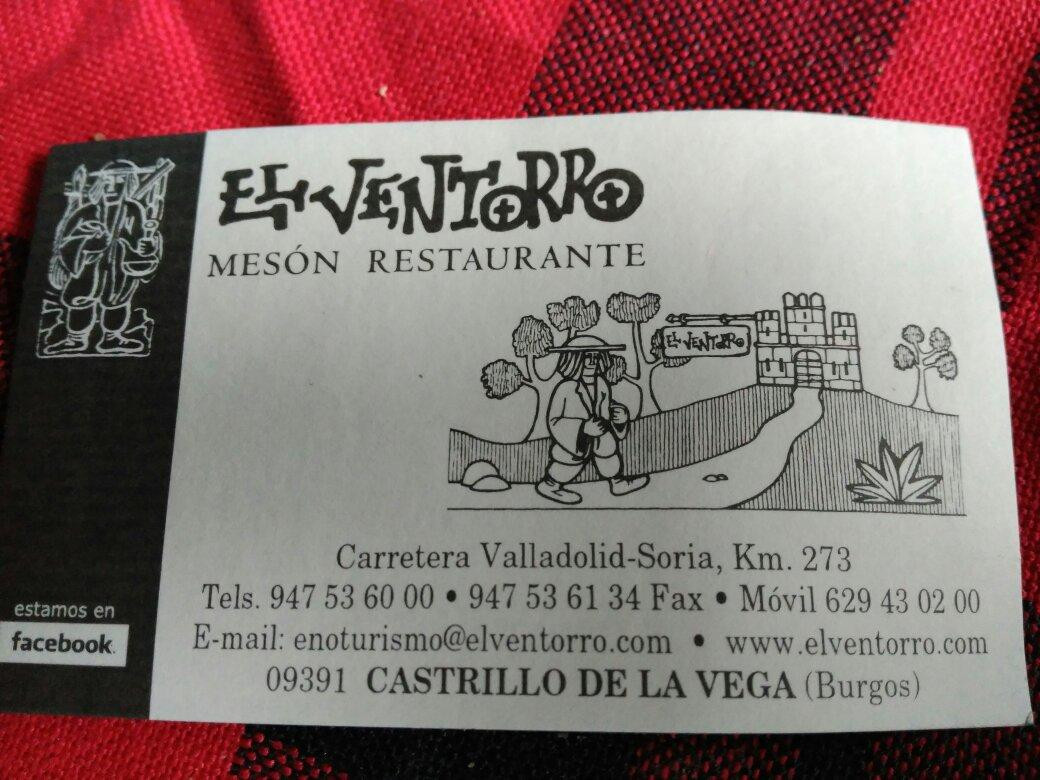 EL VENTORRO
MESÓN RESTAURANTE
EL VENTORRO
Carretera Valladolid-Soria, Km. 273
Tels. 947 53 60 00 • 947 53 61 34 Fax • Móvil 629 43 02 00
E-mail: enoturismo@elventorro.com • www.elventorro.com
09391 CASTRILLO DE LA VEGA (Burgos)
estamos en
facebook.